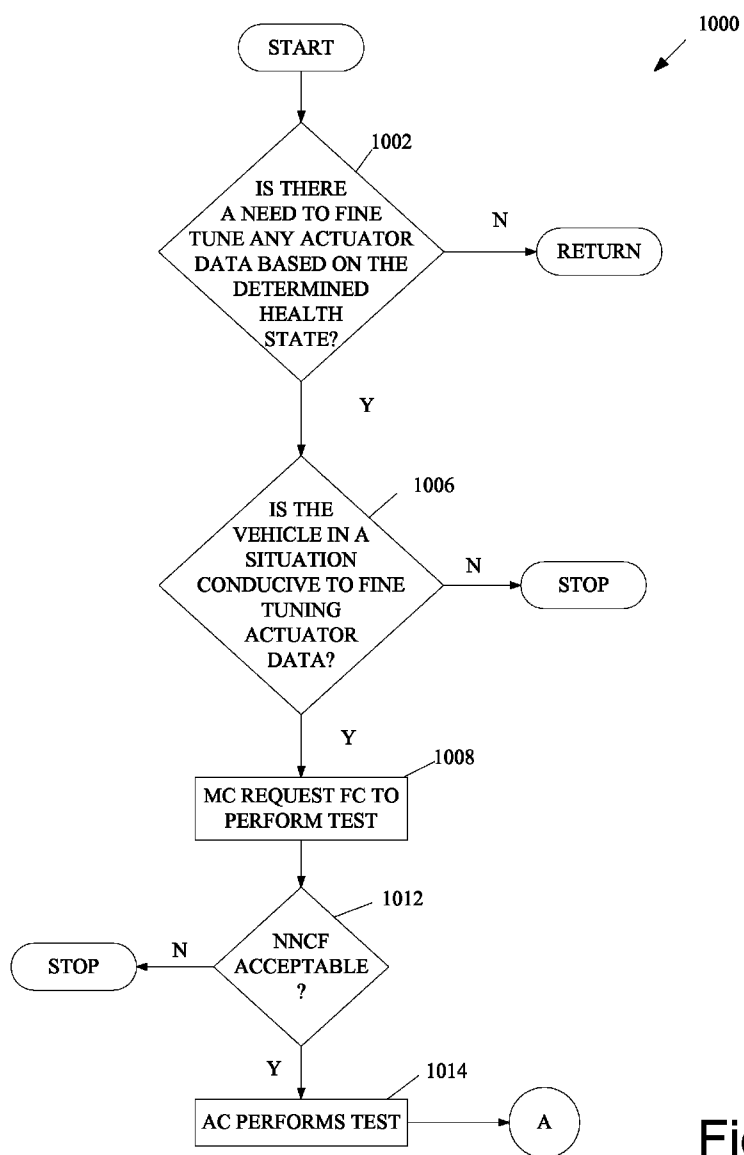 1000
START
1002
IS THERE
A NEED TO FINE
TUNE ANY ACTUATOR
DATA BASED ON THE
DETERMINED
HEALTH
STATE?
N
RETURN
Y
1006
IS THE
VEHICLE IN A
SITUATION
CONDUCIVE TO FINE
TUNING
ACTUATOR
DATA?
N
STOP
Y
1008
MC REQUEST FC TO
PERFORM TEST
1012
NNCF
ACCEPTABLE
?
N
STOP
Y
1014
AC PERFORMS TEST
A